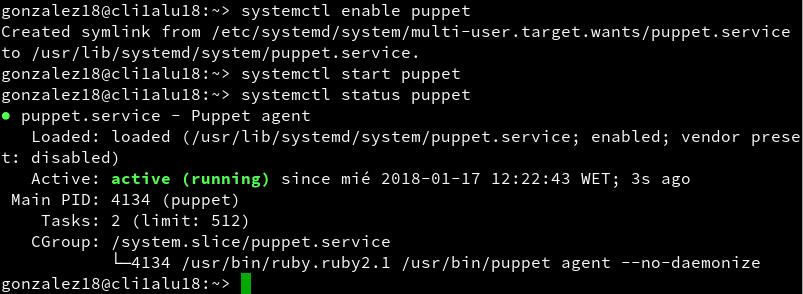 gonzalez18@cli1alu18:~> systemctl enable puppet
Created symlink from /etc/systemd/system/multi-user.target.wants/puppet.service
to /usr/lib/systemd/system/puppet.service.
gonzalez18@cli1alu18:~> systemctl start puppet
gonzalez18@cli1alu18:~> systemctl status puppet
● puppet.service - Puppet agent
   Loaded: loaded (/usr/lib/systemd/system/puppet.service; enabled; vendor prese
t: disabled)
   Active: active (running) since mié 2018-01-17 12:22:43 WET; 3s ago
 Main PID: 4134 (puppet)
    Tasks: 2 (limit: 512)
   CGroup: /system.slice/puppet.service
           └─4134 /usr/bin/ruby.ruby2.1 /usr/bin/puppet agent --no-daemonize
gonzalez18@cli1alu18:~>